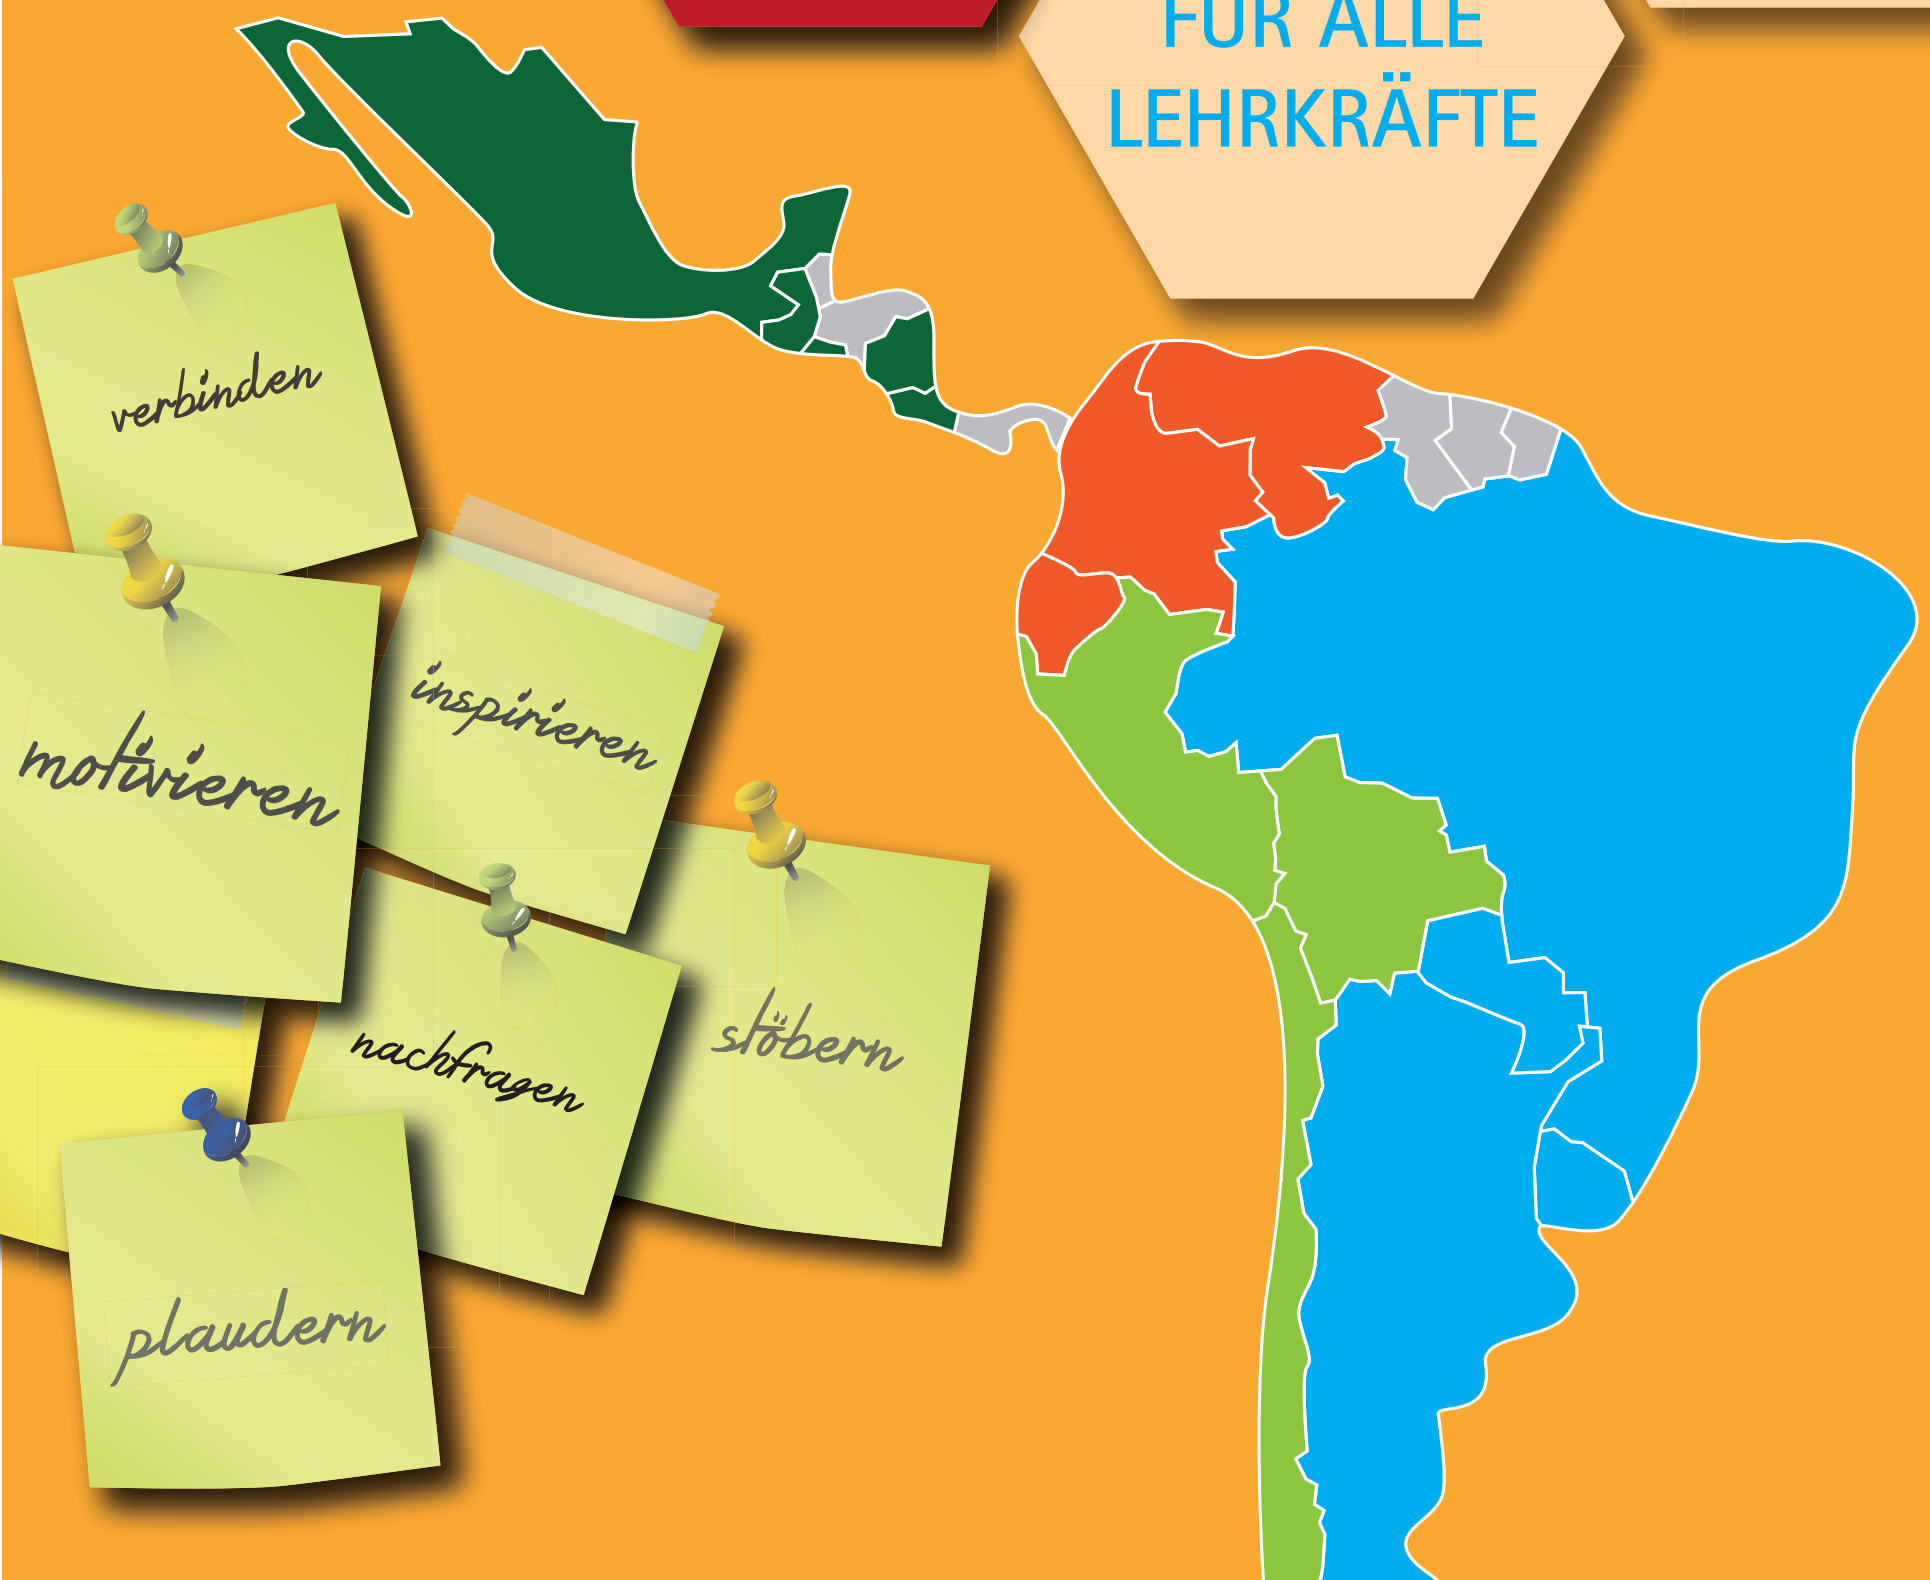 FÜR ALLE
LEHRKRÄFTE
verbinden
inspirieren
motivieren
stöbern
nachfragen
plaudern